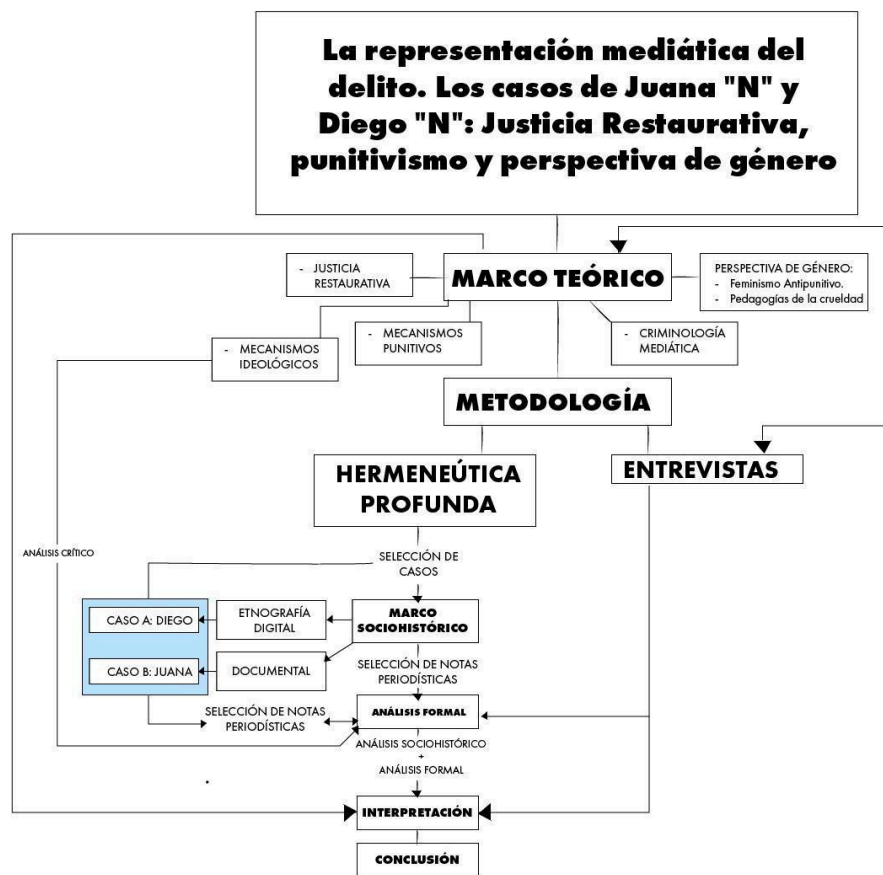 La representación mediática del
delito. Los casos de Juana "N" y
Diego "N": Justicia Restaurativa,
punitivismo y perspectiva de género
- JUSTICIA
RESTAURATIVA
MARCO TEÓRICO
PERSPECTIVA DE GÉNERO:
- Feminismo Antipunitivo.
- Pedagogías de la crueldad
- MECANISMOS
IDEOLÓGICOS
- MECANISMOS
PUNITIVOS
- CRIMINOLOGÍA
MEDIÁTICA
METODOLOGÍA
HERMENEÚTICA
PROFUNDA
ENTREVISTAS
ANÁLISIS CRÍTICO
SELECCIÓN DE
CASOS
CASO A: DIEGO
ETNOGRAFÍA
DIGITAL
MARCO
SOCIOHISTÓRICO
CASO B: JUANA
DOCUMENTAL
SELECCIÓN DE NOTAS
PERIODÍSTICAS
SELECCIÓN DE NOTAS
PERIODÍSTICAS
ANÁLISIS FORMAL
ANÁLISIS SOCIOHISTÓRICO
+
ANÁLISIS FORMAL
INTERPRETACIÓN
CONCLUSIÓN